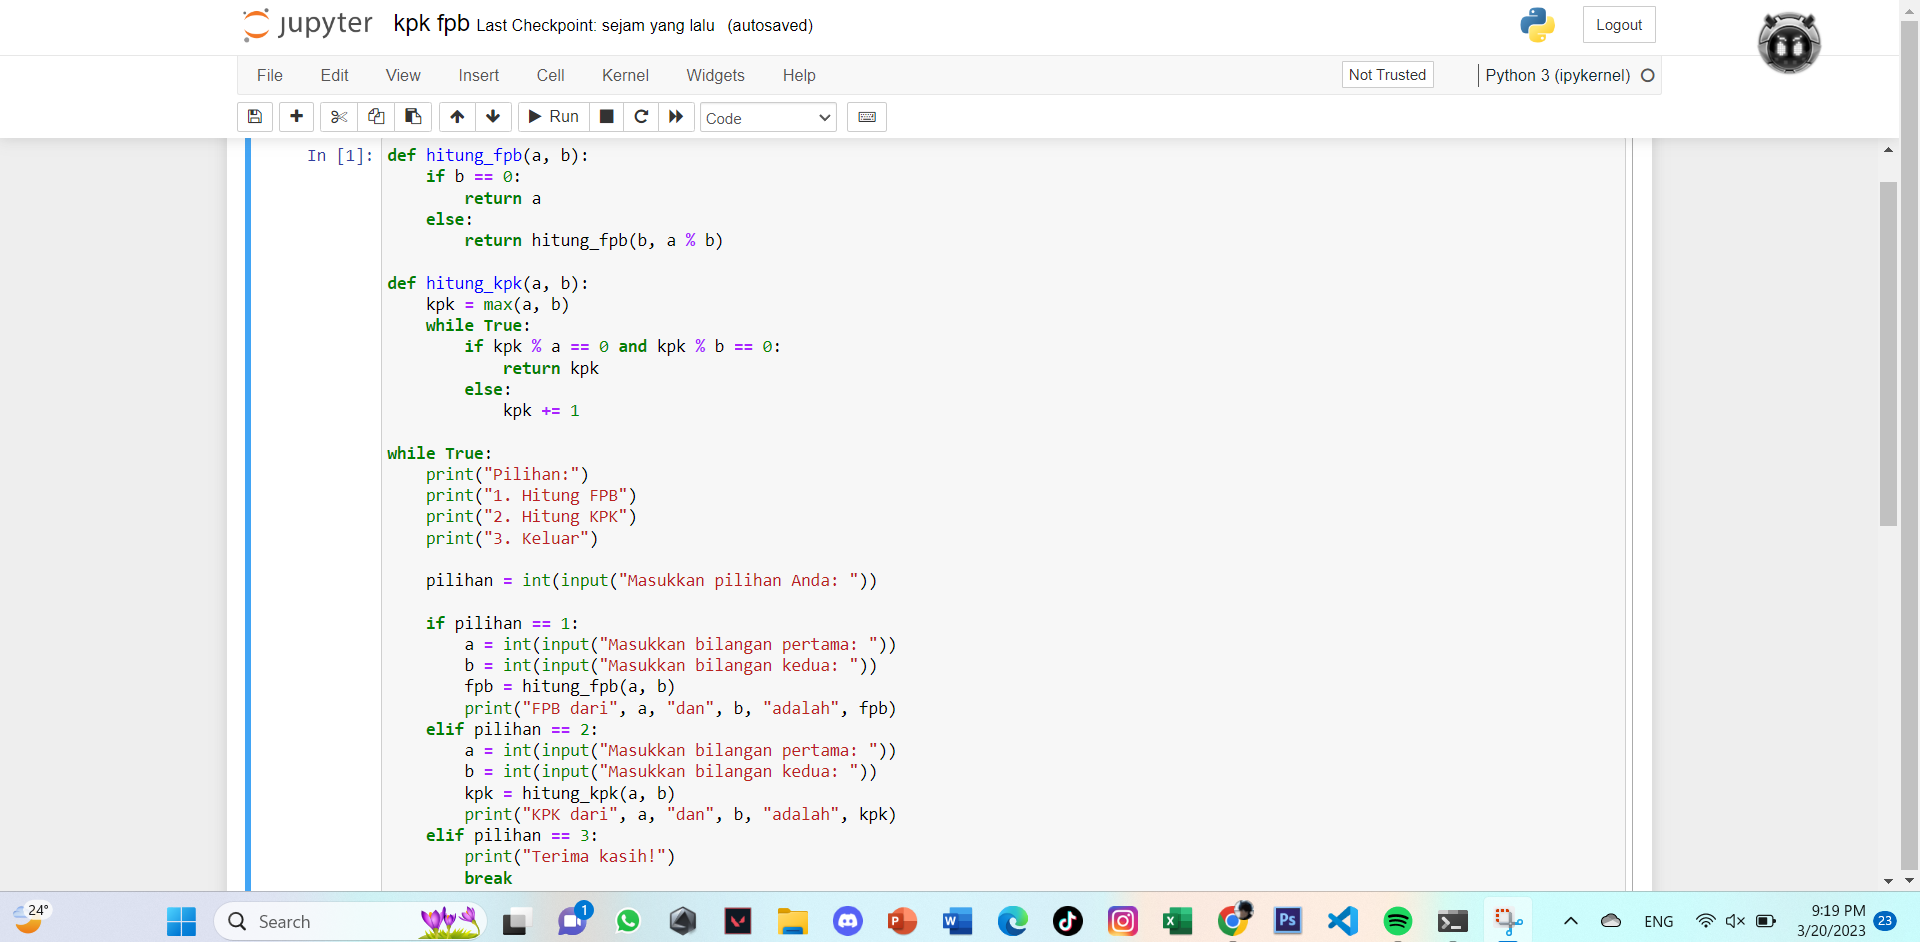 jupyter kpk fpb Last Checkpoint: sejam yang lalu (autosaved) Logout
File Edit View Insert Cell Kernel Widgets Help Not Trusted Python 3 (ipykernel)
Run Code
In [1]: def hitung_fpb(a, b):
    if b == 0:
        return a
    else:
        return hitung_fpb(b, a % b)

def hitung_kpk(a, b):
    kpk = max(a, b)
    while True:
        if kpk % a == 0 and kpk % b == 0:
            return kpk
        else:
            kpk += 1

while True:
    print("Pilihan:")
    print("1. Hitung FPB")
    print("2. Hitung KPK")
    print("3. Keluar")

    pilihan = int(input("Masukkan pilihan Anda: "))

    if pilihan == 1:
        a = int(input("Masukkan bilangan pertama: "))
        b = int(input("Masukkan bilangan kedua: "))
        fpb = hitung_fpb(a, b)
        print("FPB dari", a, "dan", b, "adalah", fpb)
    elif pilihan == 2:
        a = int(input("Masukkan bilangan pertama: "))
        b = int(input("Masukkan bilangan kedua: "))
        kpk = hitung_kpk(a, b)
        print("KPK dari", a, "dan", b, "adalah", kpk)
    elif pilihan == 3:
        print("Terima kasih!")
        break
24° Search 1 P W X Ps ENG 9:19 PM 23
3/20/2023